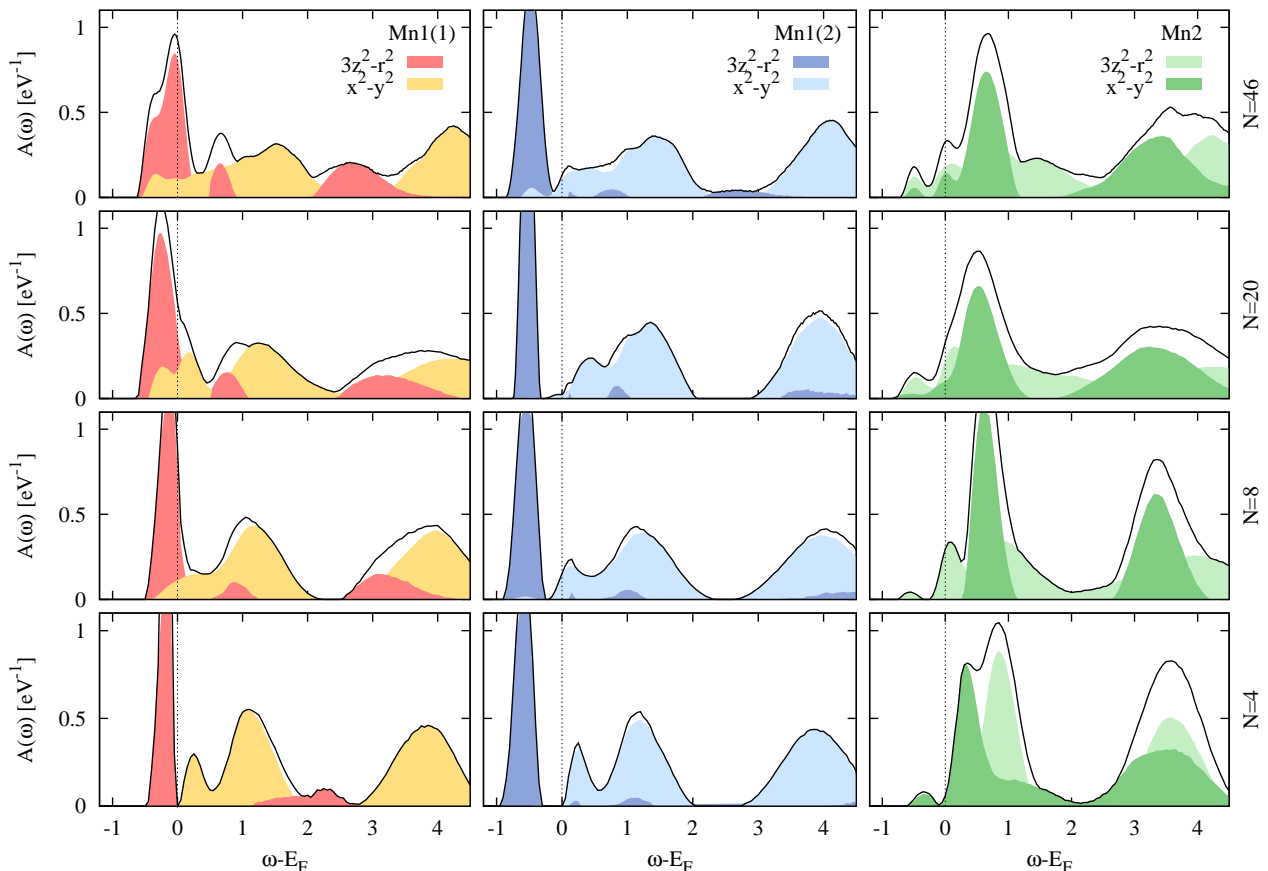 Mn1(1)
3z²-r²
x²-y²
Mn1(2)
3z²-r²
x²-y²
Mn2
3z²-r²
x²-y²
A(ω) [eV⁻¹]
1
0.5
0
N=46
A(ω) [eV⁻¹]
1
0.5
0
N=20
A(ω) [eV⁻¹]
1
0.5
0
N=8
A(ω) [eV⁻¹]
1
0.5
0
N=4
-1 0 1 2 3 4
-1 0 1 2 3 4
-1 0 1 2 3 4
ω-E_F
ω-E_F
ω-E_F